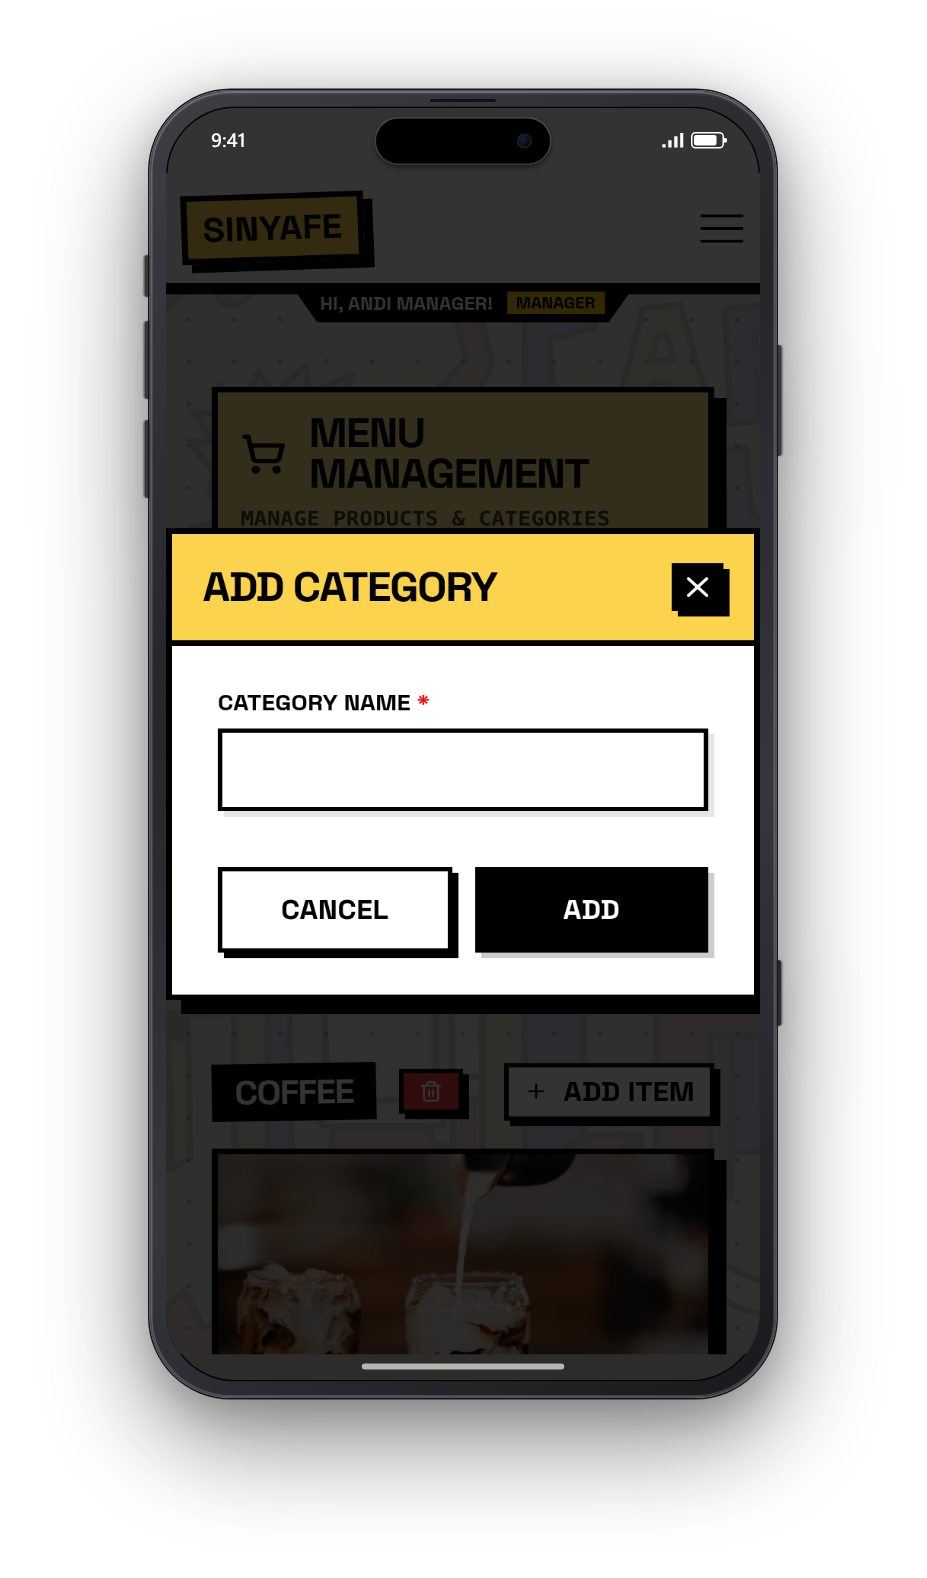 9:41
SINYAFE
HI, ANDI MANAGER! MANAGER
MENU
MANAGEMENT
MANAGE PRODUCTS & CATEGORIES
ADD CATEGORY
CATEGORY NAME *
CANCEL
ADD
COFFEE
+ ADD ITEM